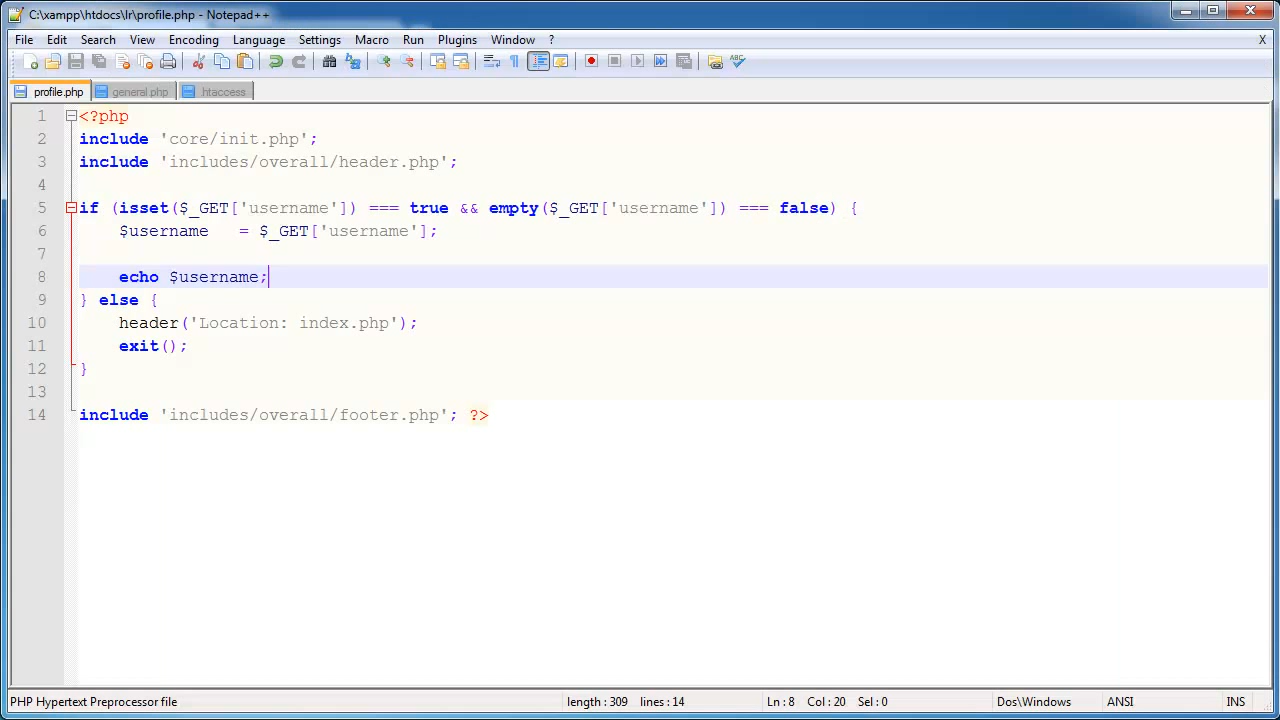 C:\xampp\htdocs\lr\profile.php - Notepad++
File Edit Search View Encoding Language Settings Macro Run Plugins Window ? X
profile.php general.php .htaccess
1 <?php
2 include 'core/init.php';
3 include 'includes/overall/header.php';
4
5 if (isset($_GET['username']) === true && empty($_GET['username']) === false) {
6 $username = $_GET['username'];
7
8 echo $username;
9 } else {
10 header('Location: index.php');
11 exit();
12 }
13
14 include 'includes/overall/footer.php'; ?>
PHP Hypertext Preprocessor file length : 309 lines : 14 Ln : 8 Col : 20 Sel : 0 Dos\Windows ANSI INS